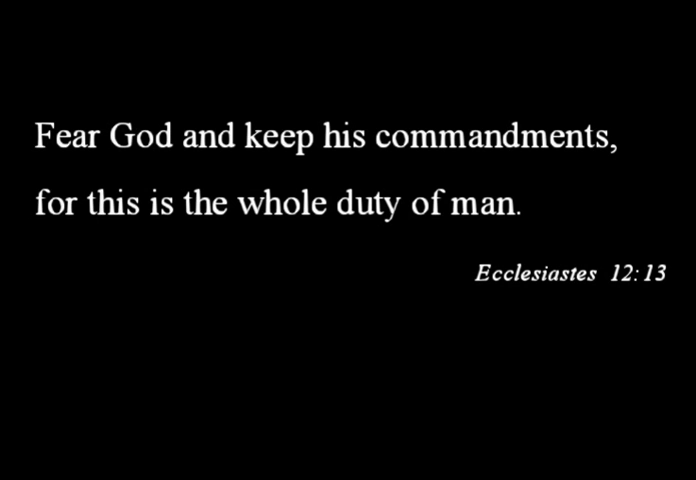 Fear God and keep his commandments,
for this is the whole duty of man.
Ecclesiastes 12:13